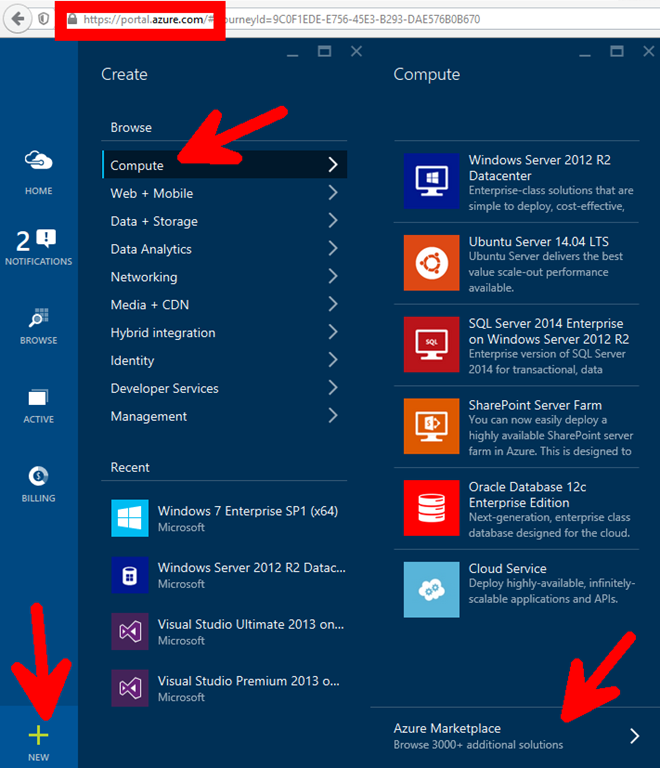 https://portal.azure.com/#journeyId=9C0F1EDE-E756-45E3-B293-DAE576B0B670
Create
Browse
Compute
Web + Mobile
Data + Storage
Data Analytics
Networking
Media + CDN
Hybrid integration
Identity
Developer Services
Management
Recent
Windows 7 Enterprise SP1 (x64)
Microsoft
Windows Server 2012 R2 Datac...
Microsoft
Visual Studio Ultimate 2013 on...
Microsoft
Visual Studio Premium 2013 o...
Microsoft
HOME
2
NOTIFICATIONS
BROWSE
ACTIVE
BILLING
NEW
Compute
Windows Server 2012 R2
Datacenter
Enterprise-class solutions that are
simple to deploy, cost-effective,
Ubuntu Server 14.04 LTS
Ubuntu Server delivers the best
value scale-out performance
available.
SQL
SQL Server 2014 Enterprise
on Windows Server 2012 R2
Enterprise version of SQL Server
2014 for transactional, data
SharePoint Server Farm
You can now easily deploy a
highly available SharePoint server
farm in Azure. This is designed to
Oracle Database 12c
Enterprise Edition
Next-generation, enterprise class
database designed for the cloud.
Cloud Service
Deploy highly-available, infinitely-
scalable applications and APIs.
Azure Marketplace
Browse 3000+ additional solutions